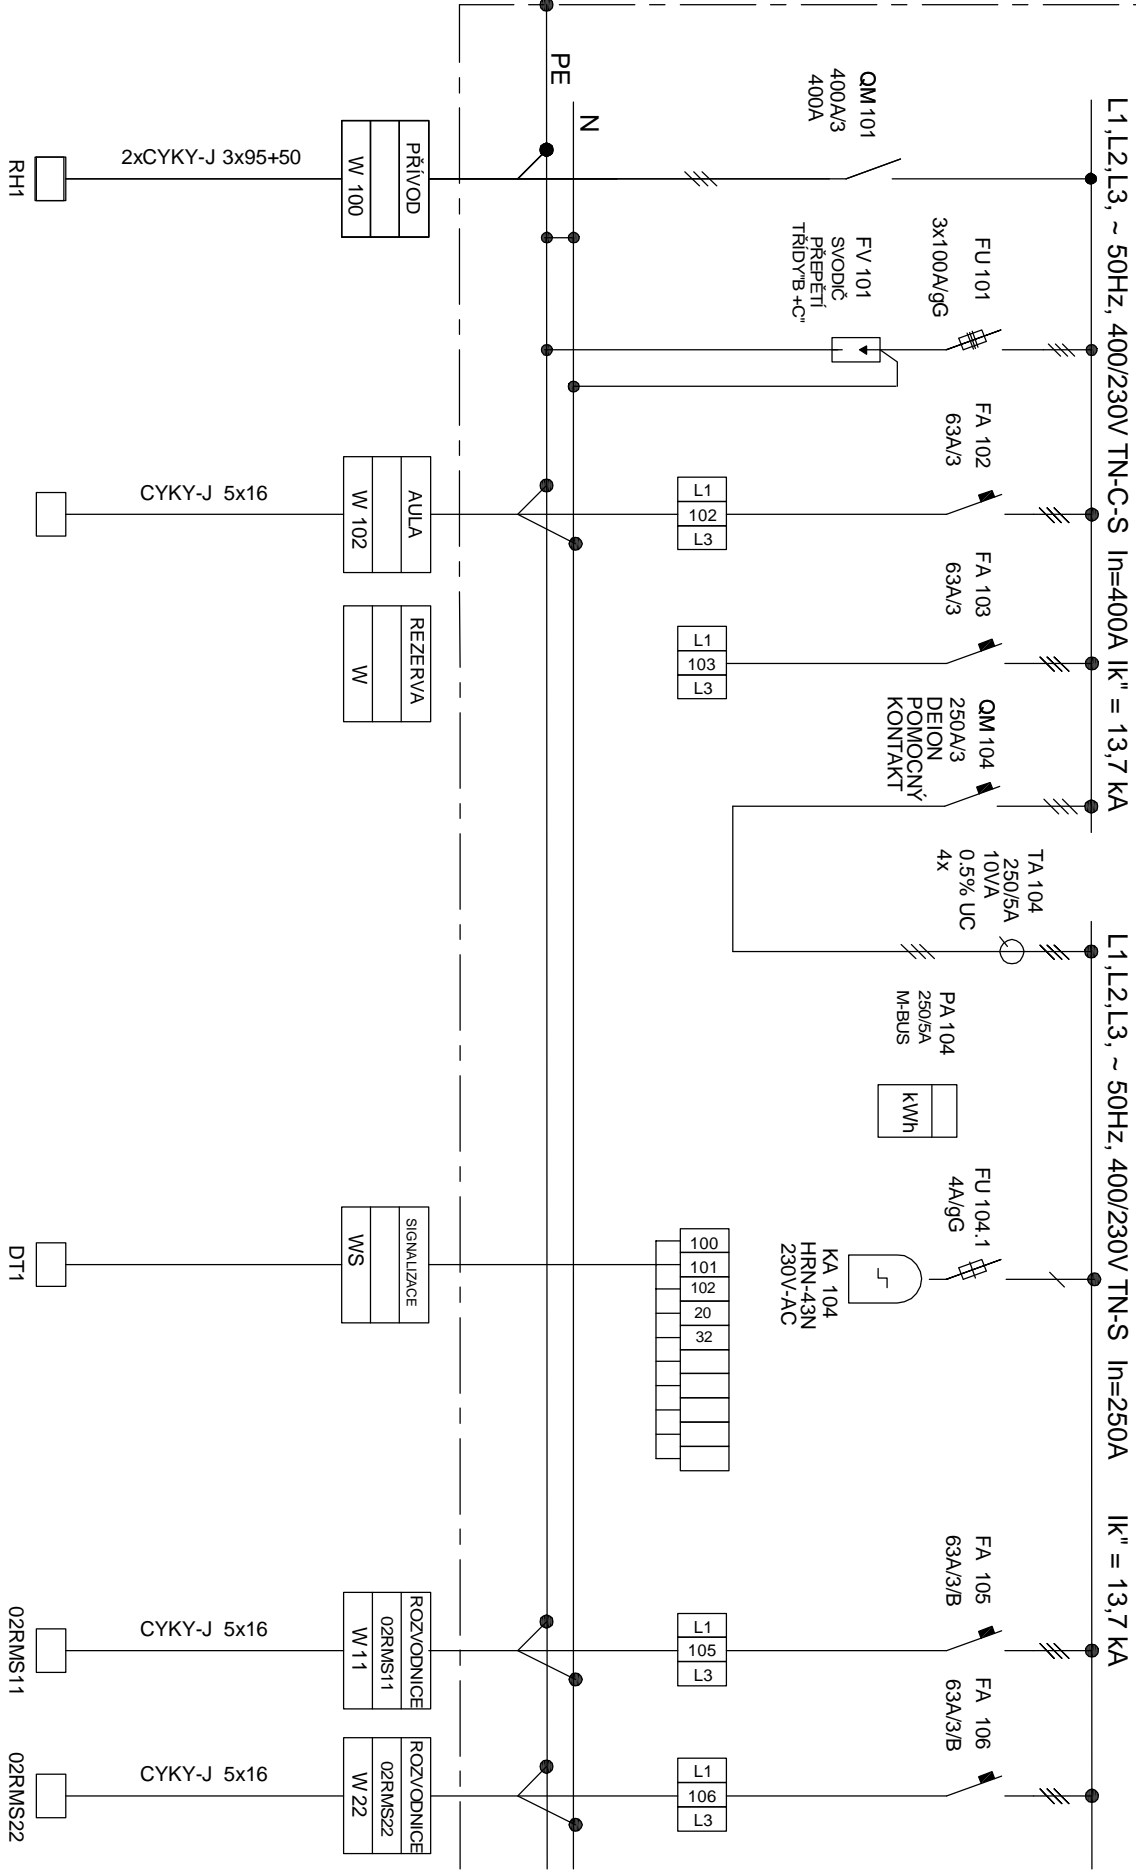 L1,L2,L3, ~ 50Hz, 400/230V TN-C-S In=400A Ik" = 13,7 kA
L1,L2,L3, ~ 50Hz, 400/230V TN-S In=250A Ik" = 13,7 kA
PE
N
QM 101
400A/3
400A
PŘÍVOD
W 100
2xCYKY-J 3x95+50
RH1
FU 101
3x100A/gG
FV 101
SVODIČ
PŘEPĚTÍ
TŘÍDY"B +C"
FA 102
63A/3
L1
102
L3
AULA
W 102
CYKY-J 5x16
FA 103
63A/3
L1
103
L3
REZERVA
W
QM 104
250A/3
DEION
POMOCNÝ
KONTAKT
TA 104
250/5A
10VA
0.5% UC
4x
PA 104
250/5A
M-BUS
kWh
FU 104.1
4A/gG
KA 104
HRN-43N
230V-AC
100
101
102
20
32
SIGNALIZACE
WS
DT1
FA 105
63A/3/B
L1
105
L3
ROZVODNICE
02RMS11
W11
CYKY-J 5x16
02RMS11
FA 106
63A/3/B
L1
106
L3
ROZVODNICE
02RMS22
W22
CYKY-J 5x16
02RMS22